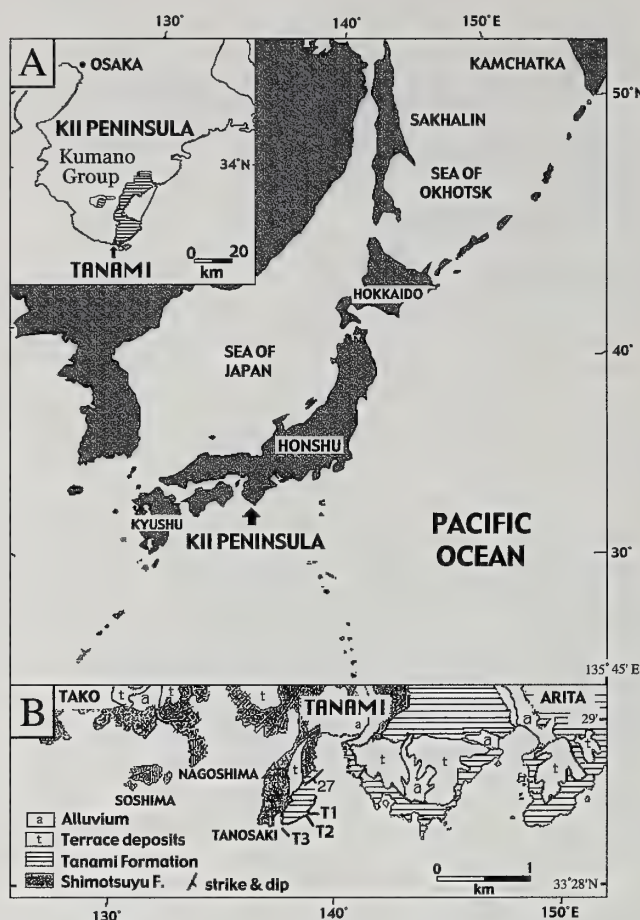 130°
140°
150°
A
OSAKA
KII PENINSULA
Kumano
Group
34°N
0 20
km
TANAMI
KAMCHATKA
50°
SAKHALIN
SEA OF
OKHOTSK
HOKKAIDO
SEA OF
JAPAN
40°
HONSHU
KYUSHU
KII PENINSULA
PACIFIC
OCEAN
30°
135°45' E
B
TAKO
t
a
t
t
TANAMI
a
ARITA
29'
a
t
t
a
t
a
t
NAGOSHIMA
SOSHIMA
27
T1
T2
T3
TANOSAKI
a Alluvium
t Terrace deposits
Tanami Formation
Shimotsuyu F.
strike & dip
0 1
km
33°28'N
130°
140°
150°E